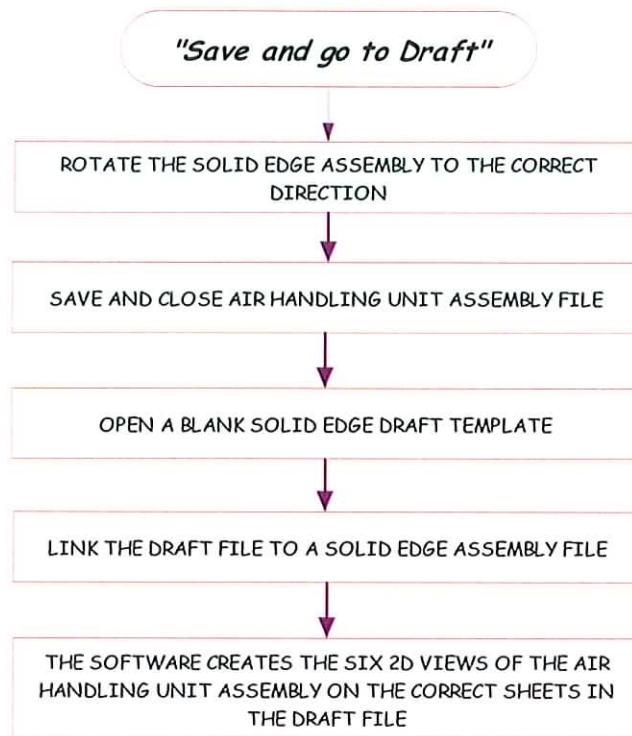 "Save and go to Draft"
ROTATE THE SOLID EDGE ASSEMBLY TO THE CORRECT
DIRECTION
SAVE AND CLOSE AIR HANDLING UNIT ASSEMBLY FILE
OPEN A BLANK SOLID EDGE DRAFT TEMPLATE
LINK THE DRAFT FILE TO A SOLID EDGE ASSEMBLY FILE
THE SOFTWARE CREATES THE SIX 2D VIEWS OF THE AIR
HANDLING UNIT ASSEMBLY ON THE CORRECT SHEETS IN
THE DRAFT FILE